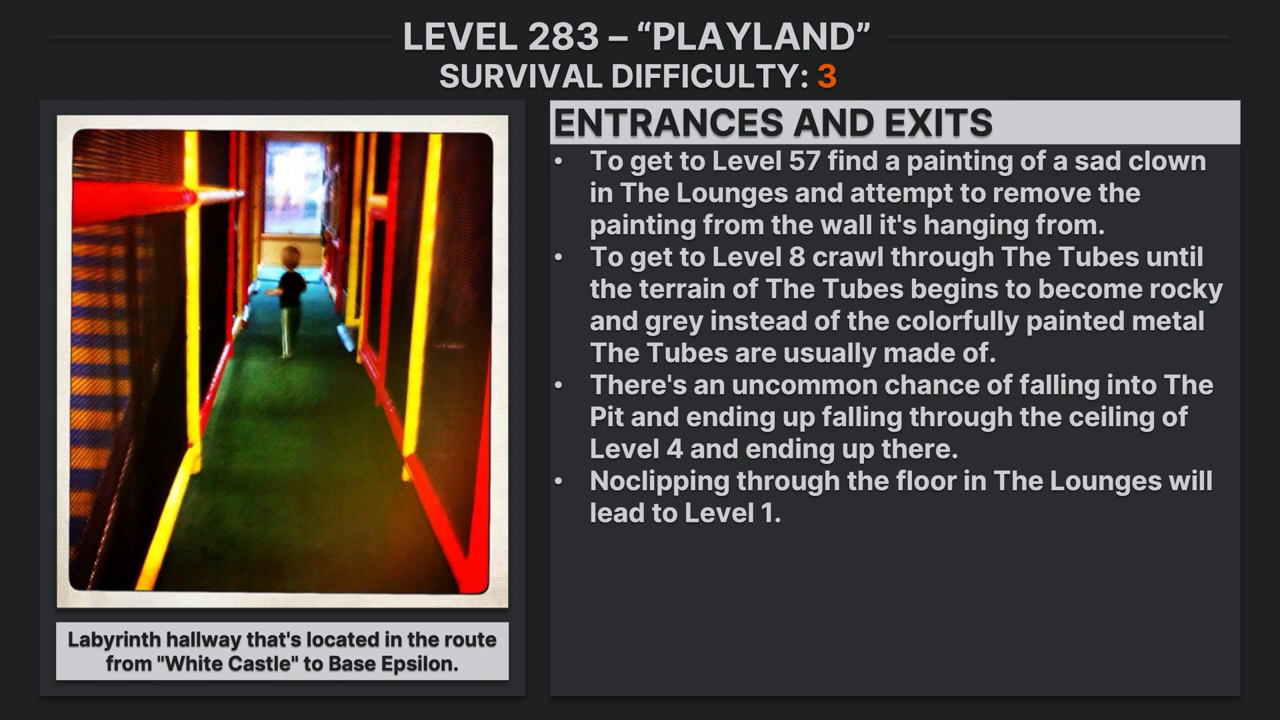 LEVEL 283 – “PLAYLAND”
SURVIVAL DIFFICULTY: 3
Labyrinth hallway that's located in the route
from "White Castle" to Base Epsilon.
ENTRANCES AND EXITS
• To get to Level 57 find a painting of a sad clown
in The Lounges and attempt to remove the
painting from the wall it's hanging from.
• To get to Level 8 crawl through The Tubes until
the terrain of The Tubes begins to become rocky
and grey instead of the colorfully painted metal
The Tubes are usually made of.
• There's an uncommon chance of falling into The
Pit and ending up falling through the ceiling of
Level 4 and ending up there.
• Noclipping through the floor in The Lounges will
lead to Level 1.